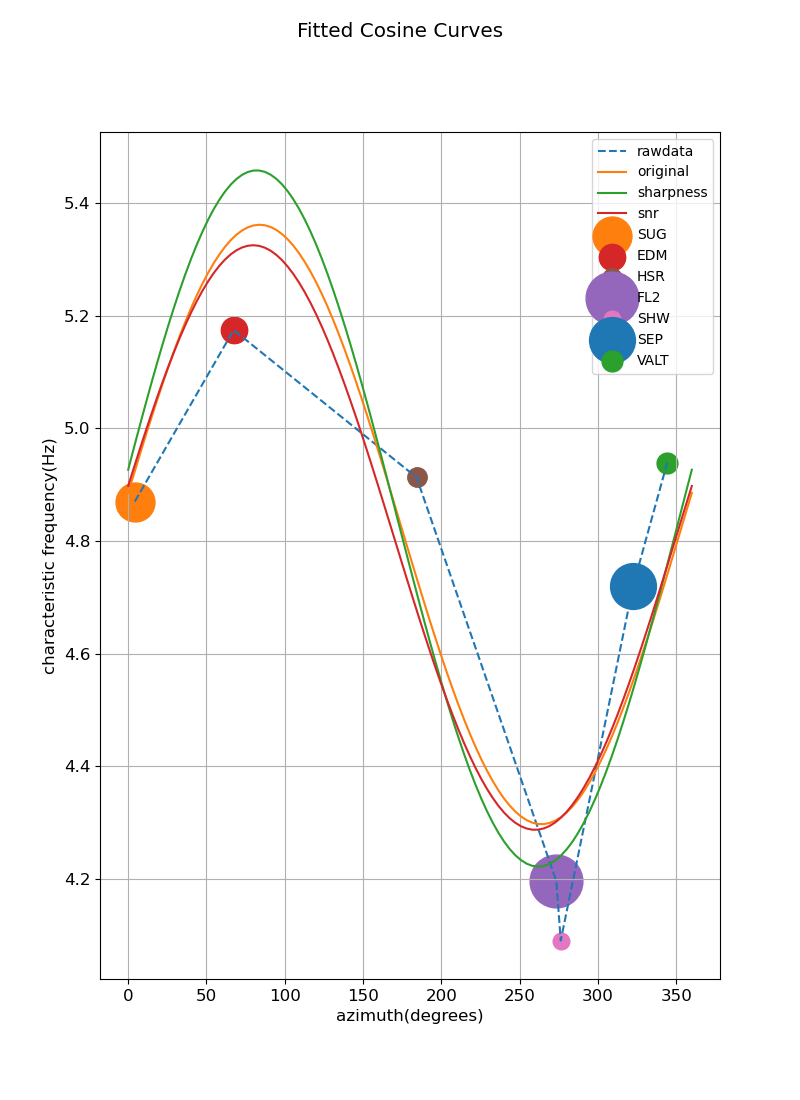 Fitted Cosine Curves
rawdata
original
sharpness
snr
SUG
EDM
HSR
FL2
SHW
SEP
VALT
5.4
5.2
5.0
4.8
4.6
4.4
4.2
characteristic frequency(Hz)
0 50 100 150 200 250 300 350
azimuth(degrees)